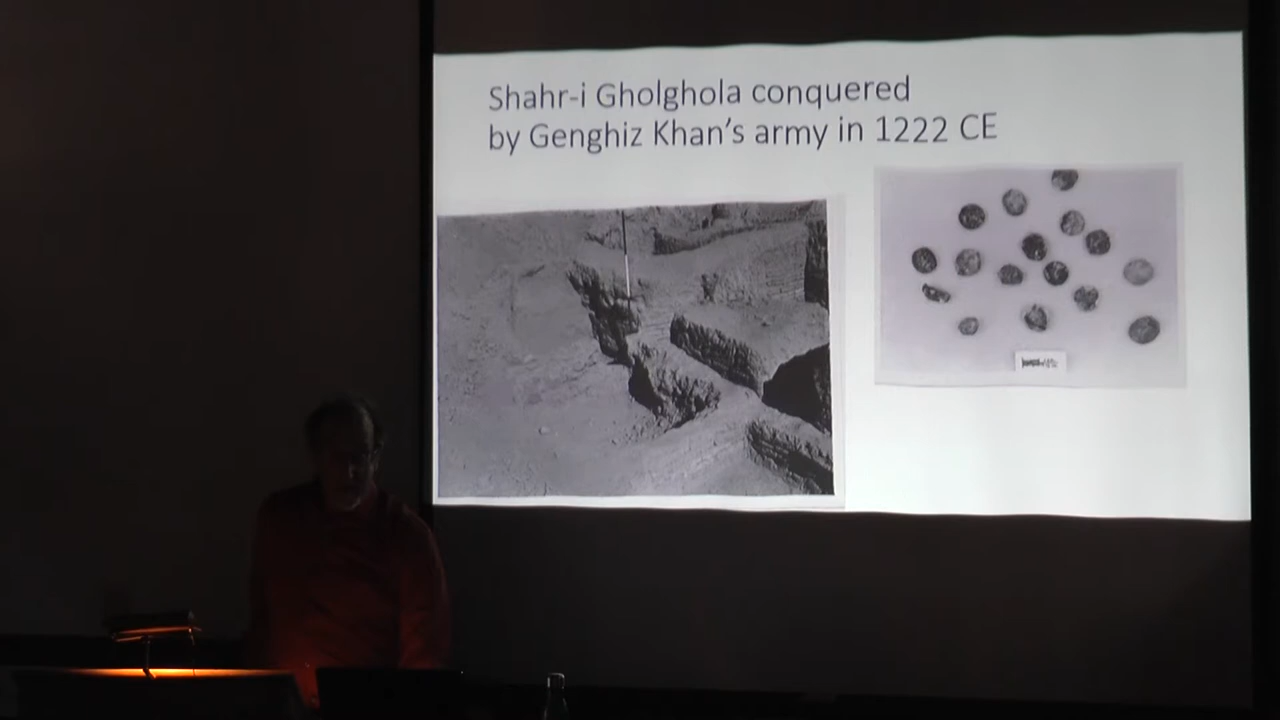 Shahr-i Gholghola conquered
by Genghiz Khan’s army in 1222 CE